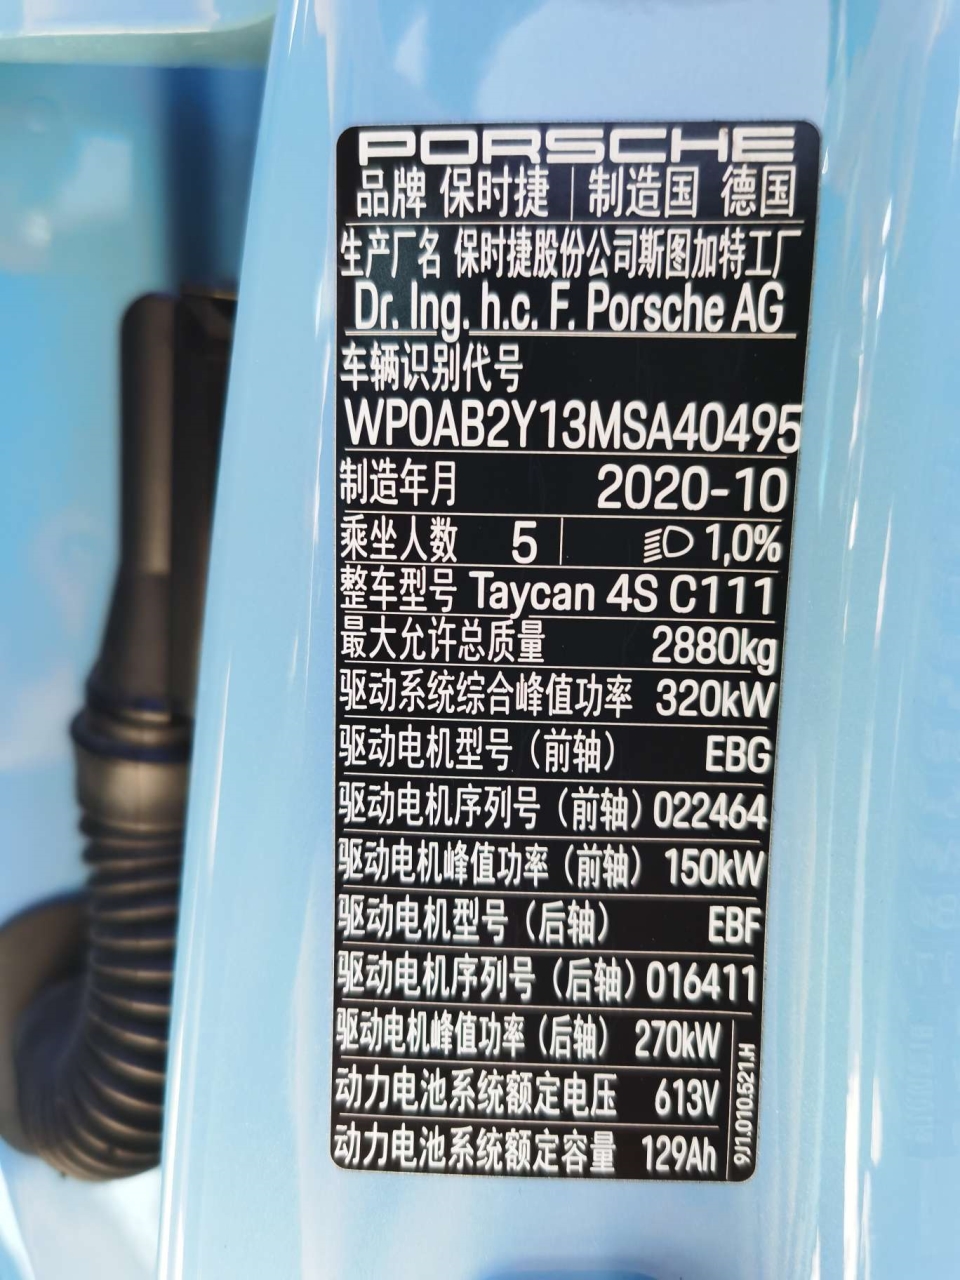 PORSCHE
品牌 保时捷 制造国 德国
生产厂名 保时捷股份公司斯图加特工厂
Dr. Ing. h.c. F. Porsche AG
车辆识别代号
WP0AB2Y13MSA40495
制造年月 2020-10
乘坐人数 5 1,0%
整车型号 Taycan 4S C111
最大允许总质量 2880kg
驱动系统综合峰值功率 320kW
驱动电机型号（前轴） EBG
驱动电机序列号（前轴）022464
驱动电机峰值功率（前轴）150kW
驱动电机型号（后轴） EBF
驱动电机序列号（后轴）016411
驱动电机峰值功率（后轴） 270kW
动力电池系统额定电压 613V
动力电池系统额定容量 129Ah
9J1.010.521.H